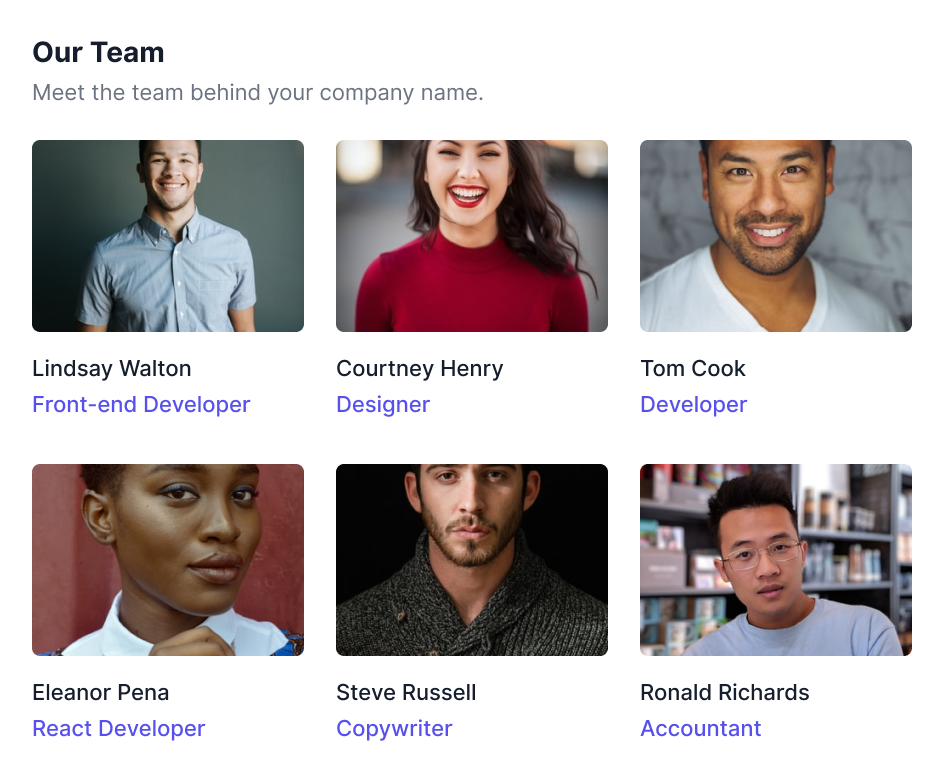 Our Team
Meet the team behind your company name.
Lindsay Walton
Front-end Developer
Courtney Henry
Designer
Tom Cook
Developer
Eleanor Pena
React Developer
Steve Russell
Copywriter
Ronald Richards
Accountant